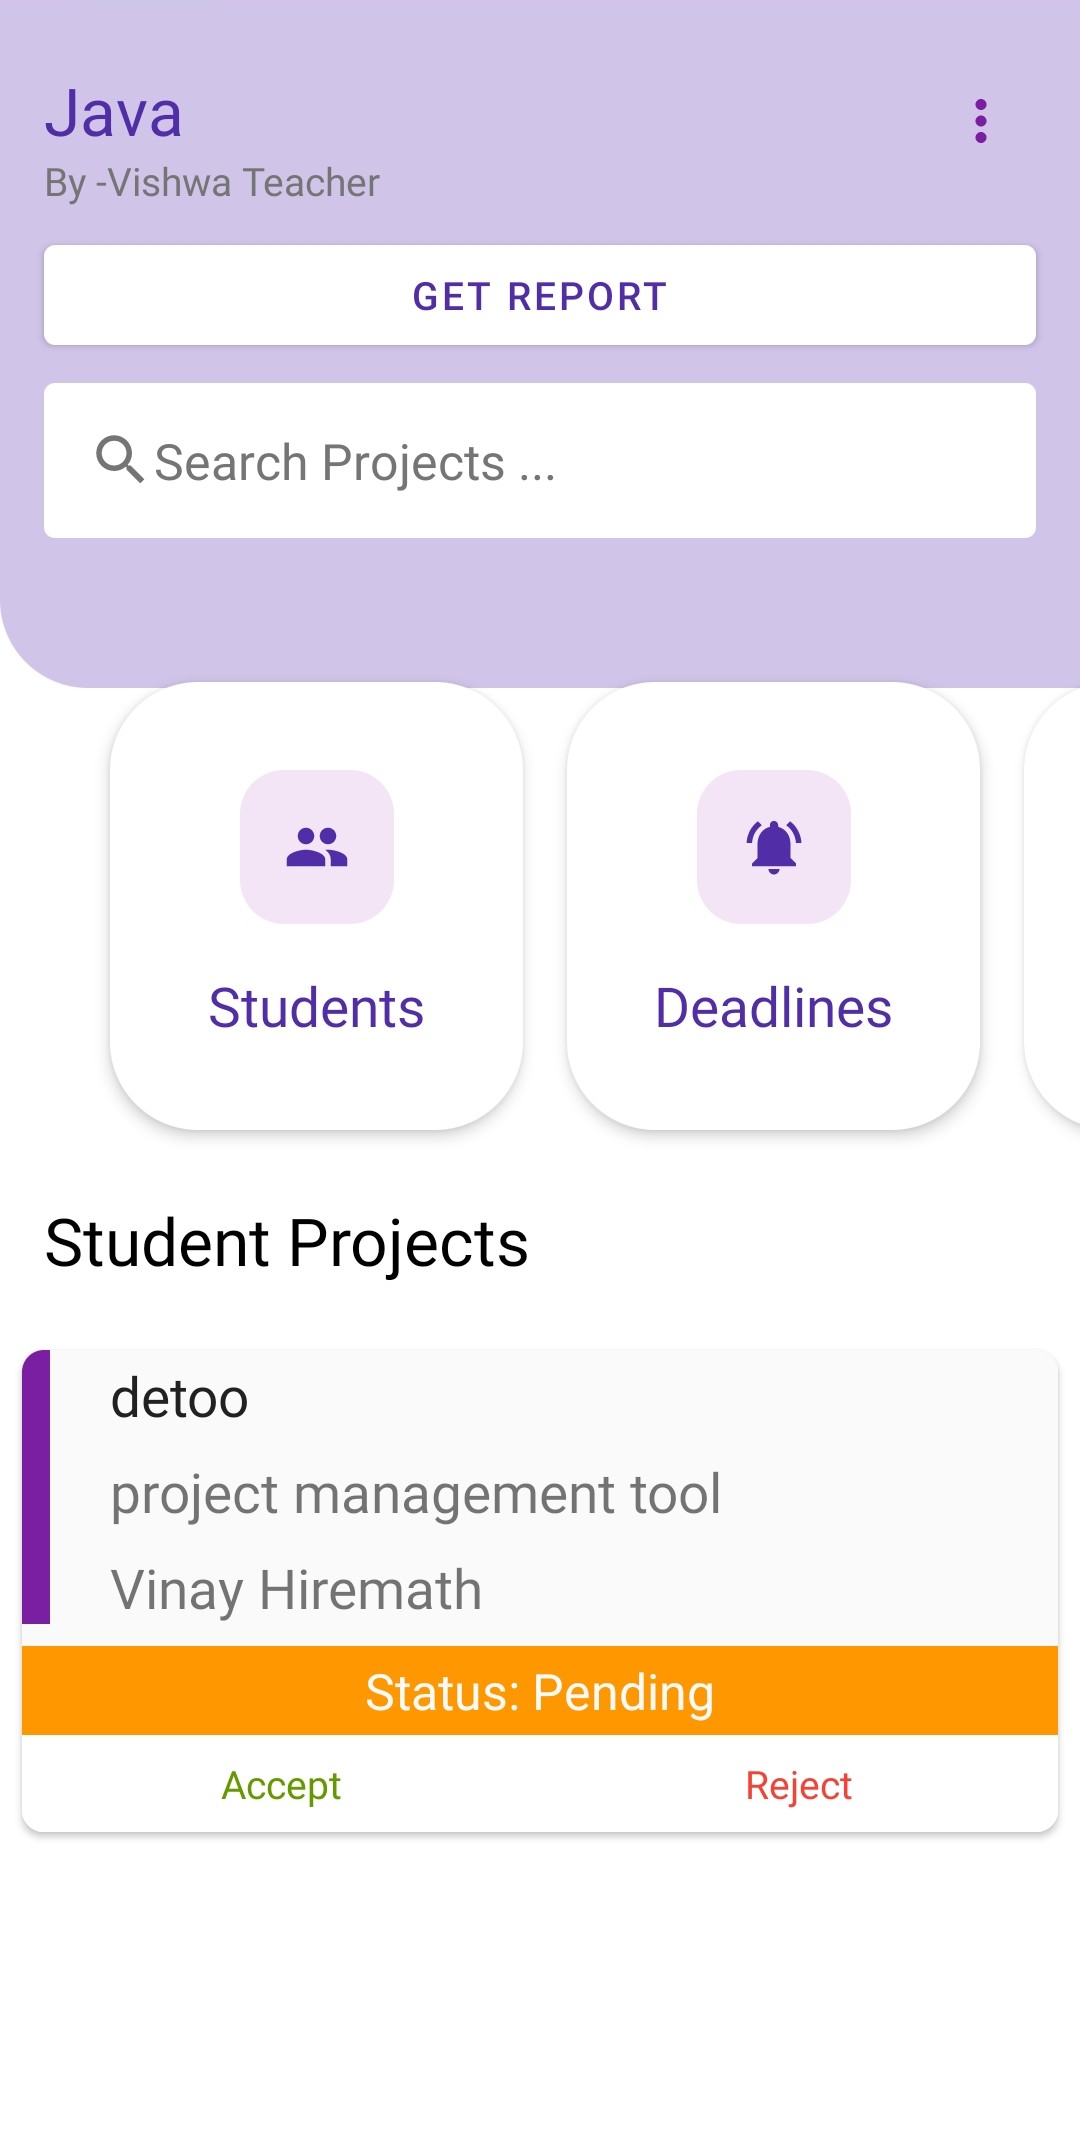 Java
By -Vishwa Teacher
GET REPORT
Search Projects ...
Students
Deadlines
Student Projects
detoo
project management tool
Vinay Hiremath
Status: Pending
Accept
Reject